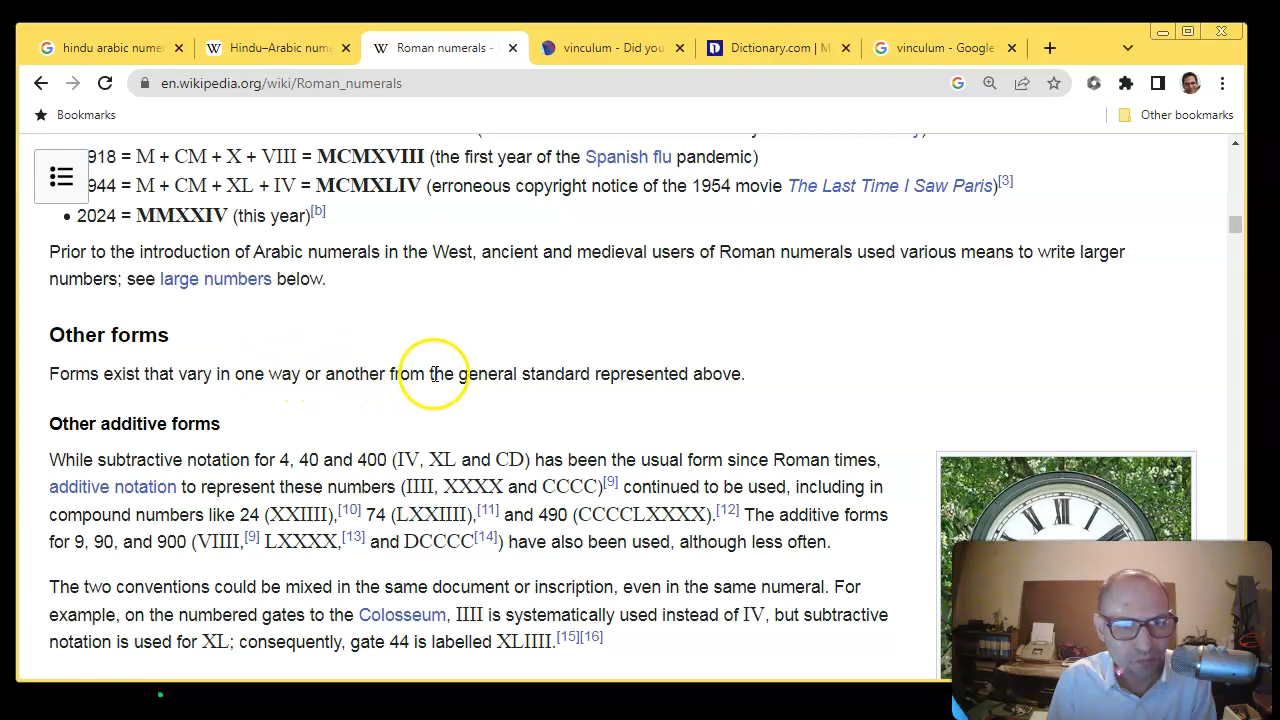 hindu arabic nume
Hindu–Arabic nume
Roman numerals -
vinculum - Did you
Dictionary.com | M
vinculum - Google
en.wikipedia.org/wiki/Roman_numerals
Bookmarks
Other bookmarks
918 = M + CM + X + VIII = MCMXVIII (the first year of the Spanish flu pandemic)
944 = M + CM + XL + IV = MCMXLIV (erroneous copyright notice of the 1954 movie The Last Time I Saw Paris)[3]
• 2024 = MMXXIV (this year)[b]
Prior to the introduction of Arabic numerals in the West, ancient and medieval users of Roman numerals used various means to write larger
numbers; see large numbers below.
Other forms
Forms exist that vary in one way or another from the general standard represented above.
Other additive forms
While subtractive notation for 4, 40 and 400 (IV, XL and CD) has been the usual form since Roman times,
additive notation to represent these numbers (IIII, XXXX and CCCC)[9] continued to be used, including in
compound numbers like 24 (XXIIII),[10] 74 (LXXIIII),[11] and 490 (CCCCLXXXX).[12] The additive forms
for 9, 90, and 900 (VIIII,[9] LXXXX,[13] and DCCCC[14]) have also been used, although less often.
The two conventions could be mixed in the same document or inscription, even in the same numeral. For
example, on the numbered gates to the Colosseum, IIII is systematically used instead of IV, but subtractive
notation is used for XL; consequently, gate 44 is labelled XLIIII.[15][16]